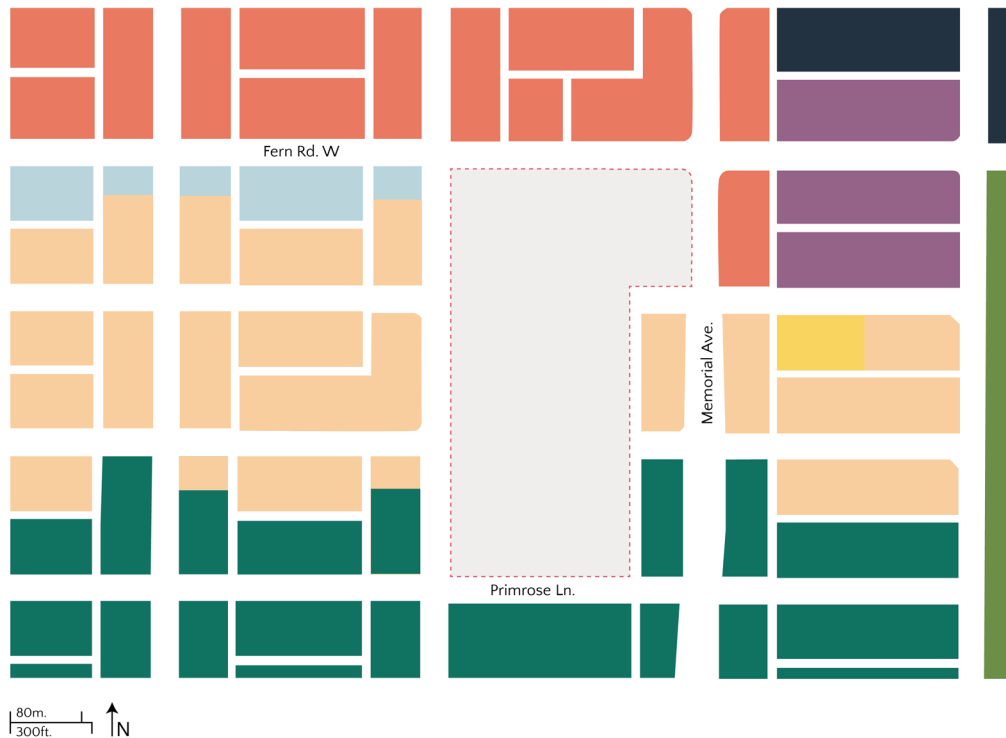 Fern Rd. W
Memorial Ave.
Primrose Ln.
80m.
300ft.
N